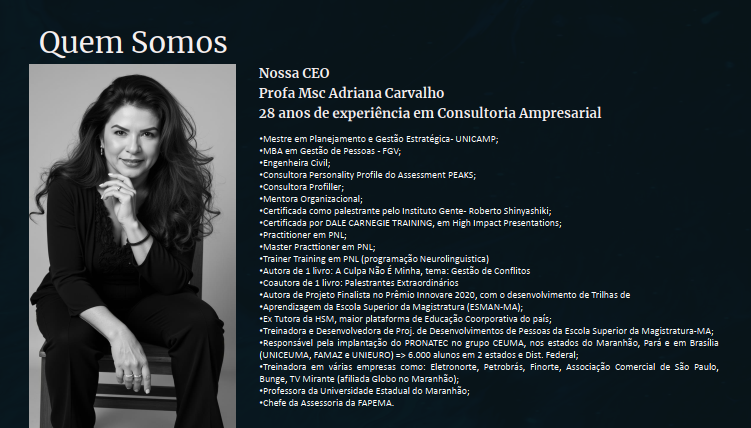 Quem Somos
Nossa CEO
Profa Msc Adriana Carvalho
28 anos de experiência em Consultoria Ampresarial
•Mestre em Planejamento e Gestão Estratégica- UNICAMP;
•MBA em Gestão de Pessoas - FGV;
•Engenheira Civil;
•Consultora Personality Profile do Assessment PEAKS;
•Consultora Profiller;
•Mentora Organizacional;
•Certificada como palestrante pelo Instituto Gente- Roberto Shinyashiki;
•Certificada por DALE CARNEGIE TRAINING, em High Impact Presentations;
•Practitioner em PNL;
•Master Practtioner em PNL;
•Trainer Training em PNL (programação Neurolinguistica)
•Autora de 1 livro: A Culpa Não É Minha, tema: Gestão de Conflitos
•Coautora de 1 livro: Palestrantes Extraordinários
•Autora de Projeto Finalista no Prêmio Innovare 2020, com o desenvolvimento de Trilhas de
•Aprendizagem da Escola Superior da Magistratura (ESMAN-MA);
•Ex Tutora da HSM, maior plataforma de Educação Coorporativa do país;
•Treinadora e Desenvolvedora de Proj. de Desenvolvimentos de Pessoas da Escola Superior da Magistratura-MA;
•Responsável pela implantação do PRONATEC no grupo CEUMA, nos estados do Maranhão, Pará e em Brasília
(UNICEUMA, FAMAZ e UNIEURO) => 6.000 alunos em 2 estados e Dist. Federal;
•Treinadora em várias empresas como: Eletronorte, Petrobrás, Finorte, Associação Comercial de São Paulo,
Bunge, TV Mirante (afiliada Globo no Maranhão);
•Professora da Universidade Estadual do Maranhão;
•Chefe da Assessoria da FAPEMA.